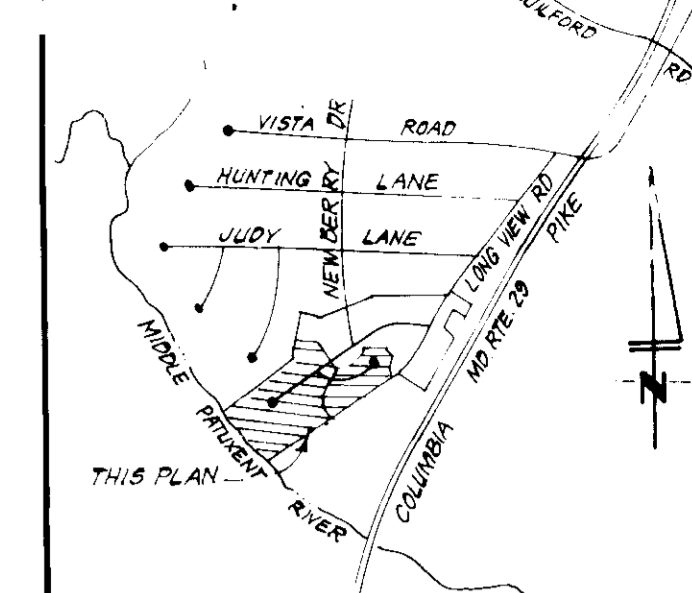 GUILFORD RD.
VISTA ROAD
NEWBERRY DR
HUNTING LANE
JUDY LANE
LONG VIEW RD
COLUMBIA PIKE
MD. RTE. 29
MIDDLE PATUXENT RIVER
THIS PLAN
N